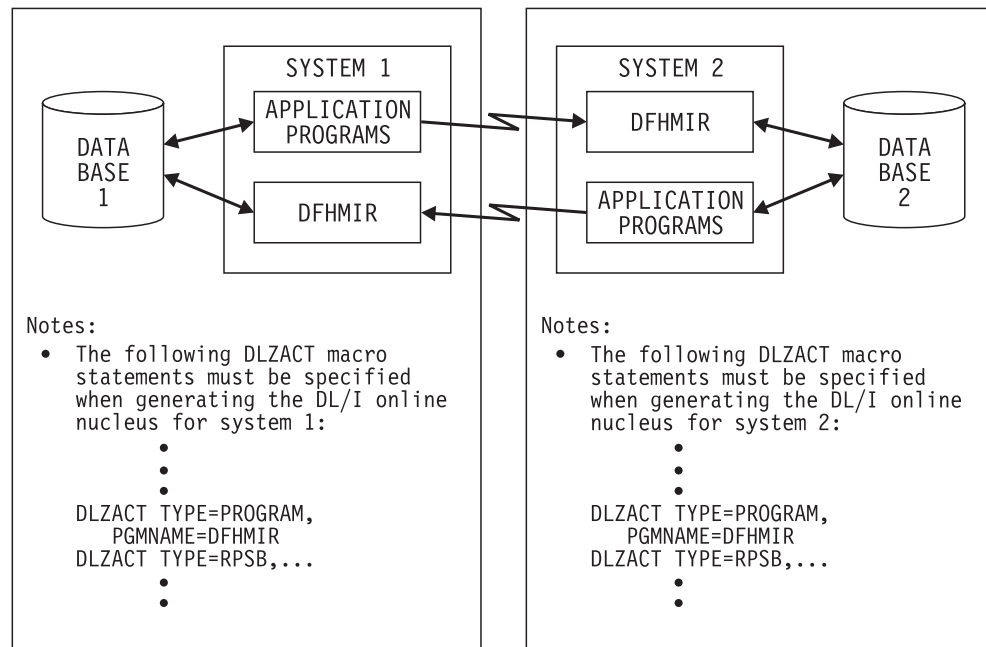 SYSTEM 1
APPLICATION
PROGRAMS
DATA
BASE
1
DFHMIR
Notes:
• The following DLZACT macro
statements must be specified
when generating the DL/I online
nucleus for system 1:
•
•
•
DLZACT TYPE=PROGRAM,
PGMNAME=DFHMIR
DLZACT TYPE=RPSB,...
•
•
SYSTEM 2
DFHMIR
DATA
BASE
2
APPLICATION
PROGRAMS
Notes:
• The following DLZACT macro
statements must be specified
when generating the DL/I online
nucleus for system 2:
•
•
•
DLZACT TYPE=PROGRAM,
PGMNAME=DFHMIR
DLZACT TYPE=RPSB,...
•
•